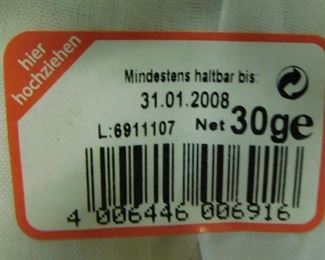 hier
hochziehen
Mindestens haltbar bis:
31.01.2008
L:6911107 Net 30ge
4 006446 006916